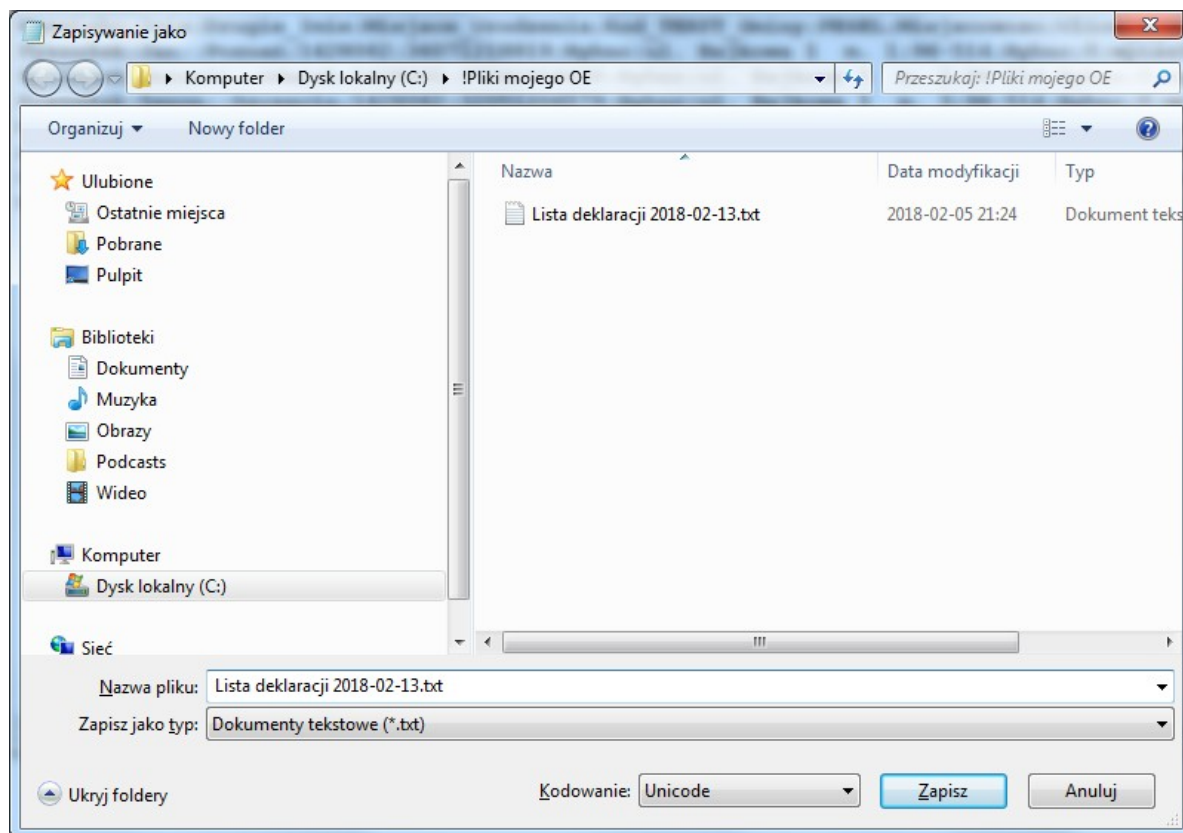 Zapisywanie jako
Komputer Dysk lokalny (C:) !Pliki mojego OE
Przeszukaj: !Pliki mojego OE
Organizuj Nowy folder
Nazwa Data modyfikacji Typ
Lista deklaracji 2018-02-13.txt 2018-02-05 21:24 Dokument teks
Ulubione
Ostatnie miejsca
Pobrane
Pulpit
Biblioteki
Dokumenty
Muzyka
Obrazy
Podcasts
Wideo
Komputer
Dysk lokalny (C:)
Sieć
Nazwa pliku: Lista deklaracji 2018-02-13.txt
Zapisz jako typ: Dokumenty tekstowe (*.txt)
Ukryj foldery Kodowanie: Unicode Zapisz Anuluj